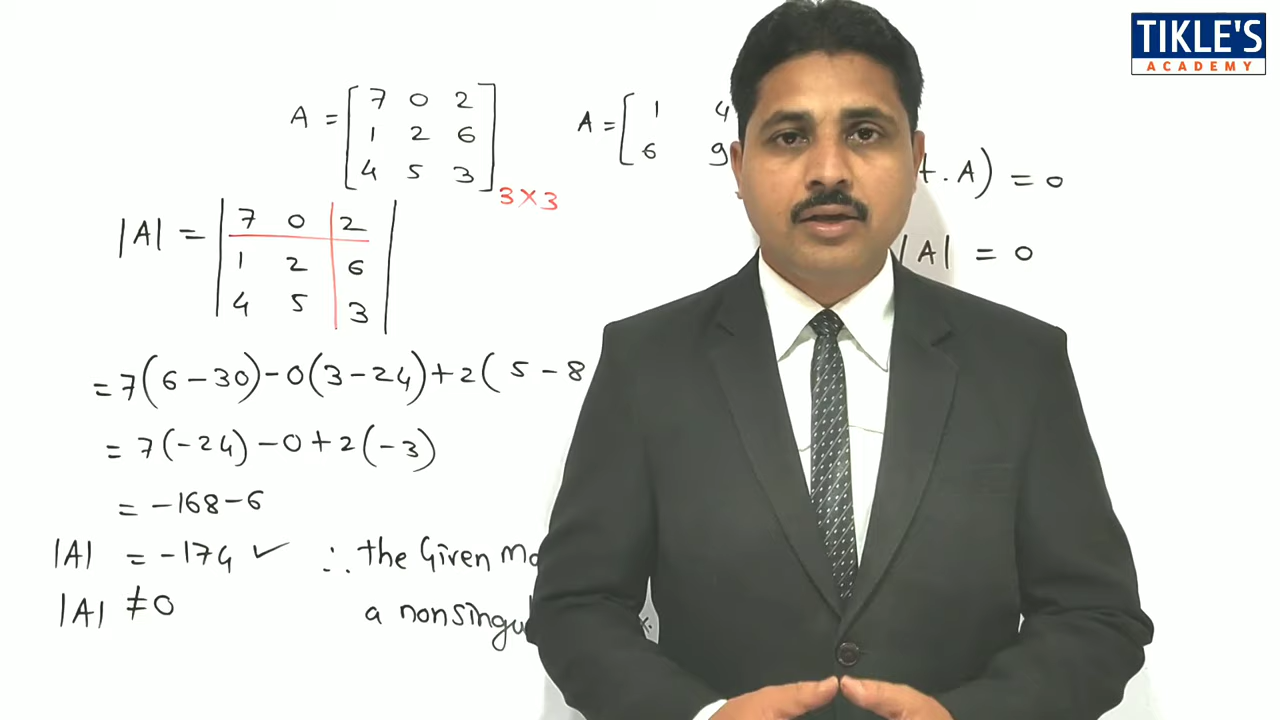 TIKLE'S
ACADEMY
A = [ 7 0 2
1 2 6
4 5 3 ] 3×3
A = [ 1 4
6 9
. A) = 0
|A| = 0
|A| = | 7 0 2 |
| 1 2 6 |
| 4 5 3 |
= 7(6 - 30) - 0(3 - 24) + 2( 5 - 8
= 7(-24) - 0 + 2(-3)
= -168 - 6
|A| = -174 ✓ ∴ the Given
|A| ≠ 0
a